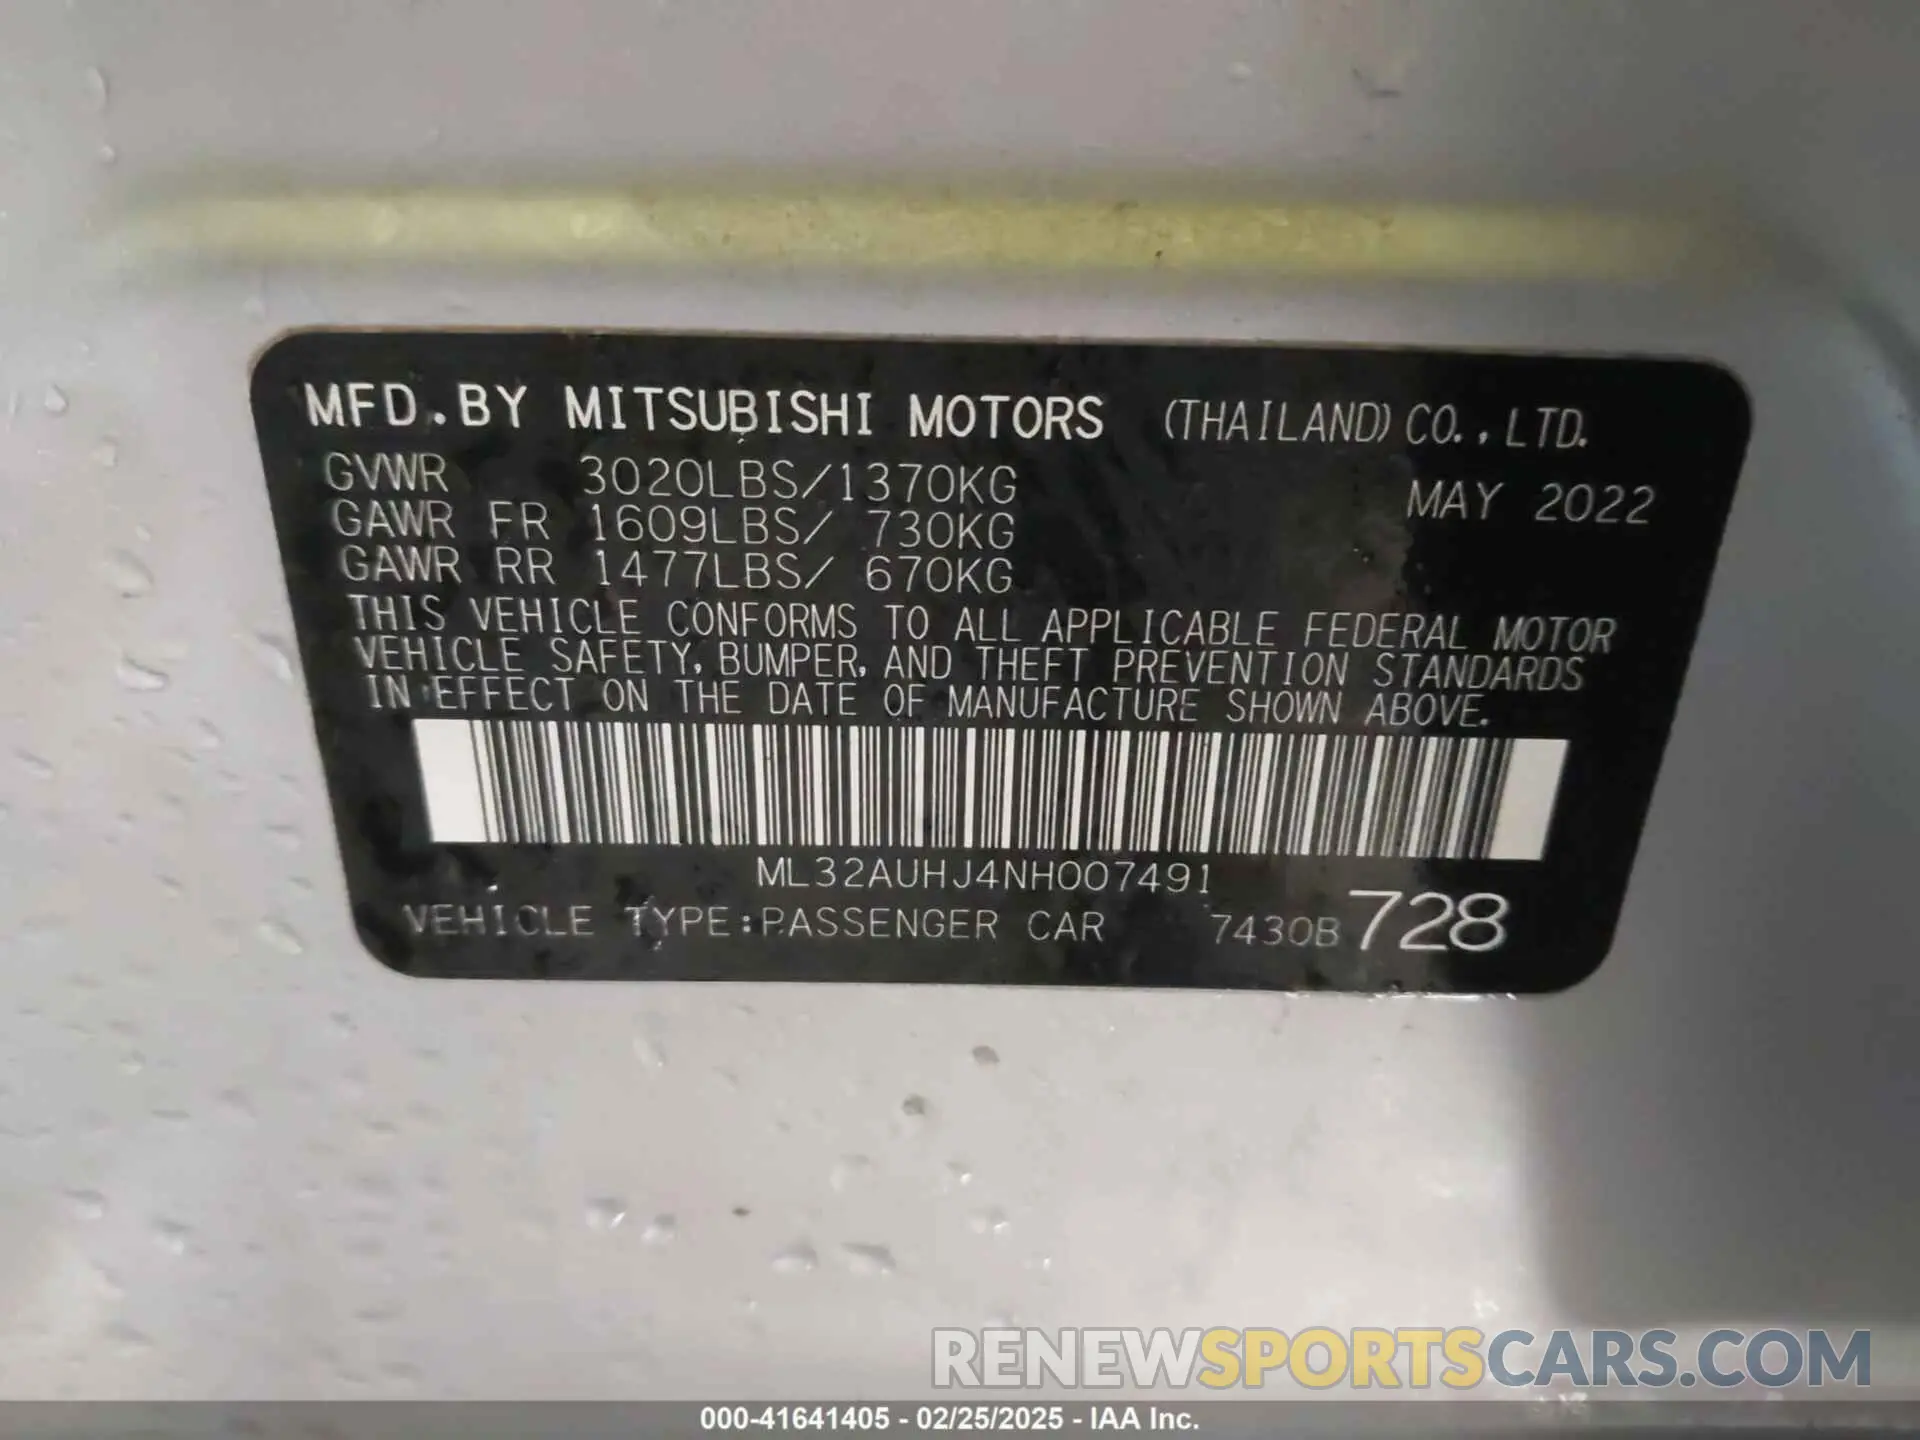 MFD.BY MITSUBISHI MOTORS (THAILAND) CO.,LTD.
GVWR 3020LBS/1370KG MAY 2022
GAWR FR 1609LBS/ 730KG
GAWR RR 1477LBS/ 670KG
THIS VEHICLE CONFORMS TO ALL APPLICABLE FEDERAL MOTOR
VEHICLE SAFETY, BUMPER, AND THEFT PREVENTION STANDARDS
IN EFFECT ON THE DATE OF MANUFACTURE SHOWN ABOVE.
ML32AUHJ4NH007491
VEHICLE TYPE:PASSENGER CAR 7430B 728
RENEWSPORTSCARS.COM
000-41641405 - 02/25/2025 - IAA Inc.